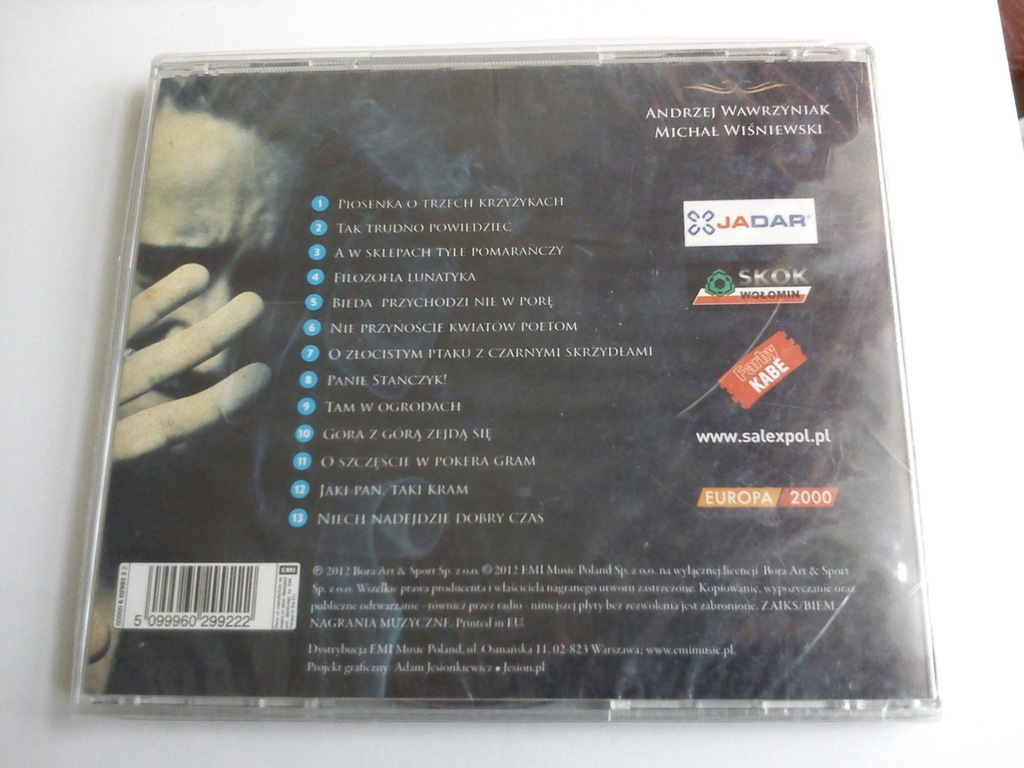 ANDRZEJ WAWRZYNIAK
MICHAŁ WIŚNIEWSKI
1 PIOSENKA O TRZECH KRZYŻYKACH
2 TAK TRUDNO POWIEDZIEC
3 A W SKLEPACH TYLE POMARAŃCZY
4 FILOZOFIA LUNATYKA
5 BIEDA PRZYCHODZI NIE W PORĘ
6 NIE PRZYNOŚCIE KWIATOW POETOM
7 O ZŁOCISTYM PTAKU Z CZARNYMI SKRZYDŁAMI
8 PANIE STANCZYK!
9 TAM W OGRODACH
10 GÓRA Z GÓRĄ ZEJDĄ SIĘ
11 O SZCZĘŚCIE W POKERA GRAM
12 JAKI PAN, TAKI KRAM
13 NIECH NADEJDZIE DOBRY CZAS
JADAR®
SKOK
WOŁOMIN
Farby
KABE
www.salexpol.pl
EUROPA 2000
5 099960 299222
EMI
℗ 2012 Bora Art & Sport Sp. z o.o. © 2012 EMI Music Poland Sp. z o.o. na wyłącznej licencji Bora Art & Sport
Sp. z o.o. Wszelkie prawa producenta i właściciela nagranego utworu zastrzeżone. Kopiowanie, wypożyczanie oraz
publiczne odtwarzanie - również przez radio - niniejszej płyty bez zezwolenia jest zabronione. ZAIKS/BIEM.
NAGRANIA MUZYCZNE. Printed in EU.
Dystrybucja EMI Music Poland, ul. Osmańska 11, 02-823 Warszawa; www.emimusic.pl.
Projekt graficzny: Adam Jesionkiewicz • Jesion.pl